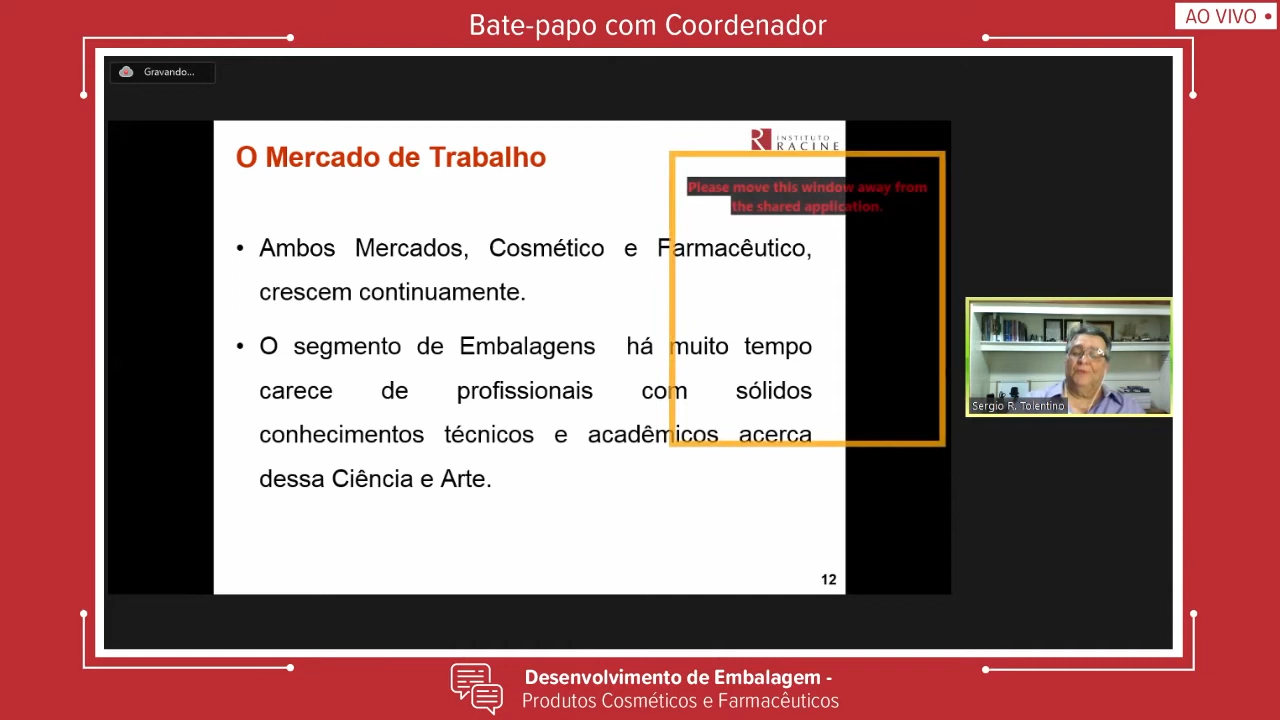 Bate-papo com Coordenador
AO VIVO
Gravando...
O Mercado de Trabalho
INSTITUTO
RACINE
Please move this window away from
the shared application.
• Ambos Mercados, Cosmético e Farmacêutico,
crescem continuamente.
• O segmento de Embalagens há muito tempo
carece de profissionais com sólidos
conhecimentos técnicos e acadêmicos acerca
dessa Ciência e Arte.
12
Sergio R. Tolentino
Desenvolvimento de Embalagem -
Produtos Cosméticos e Farmacêuticos